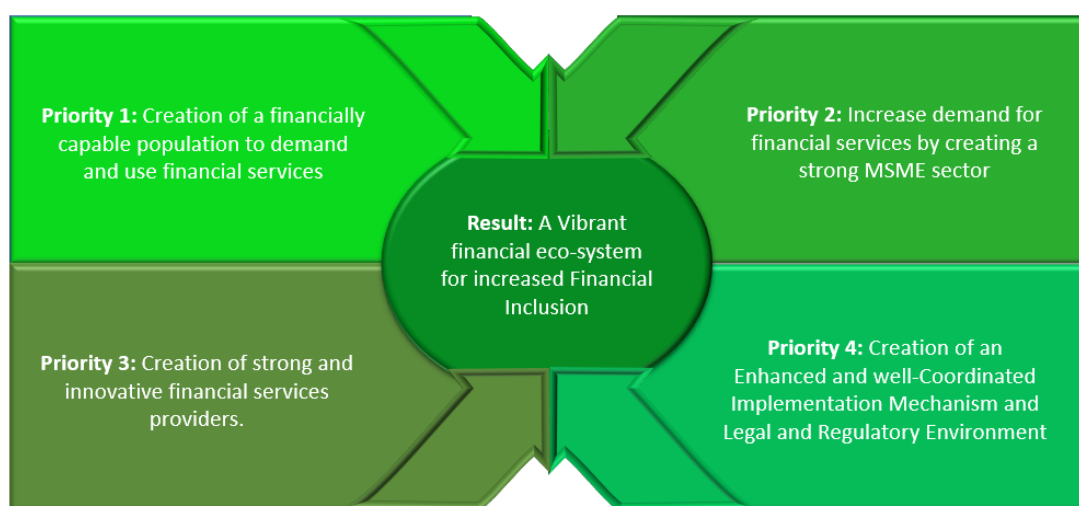 Priority 1: Creation of a financially
capable population to demand
and use financial services
Priority 2: Increase demand for
financial services by creating a
strong MSME sector
Result: A Vibrant
financial eco-system
for increased Financial
Inclusion
Priority 3: Creation of strong and
innovative financial services
providers.
Priority 4: Creation of an
Enhanced and well-Coordinated
Implementation Mechanism and
Legal and Regulatory Environment